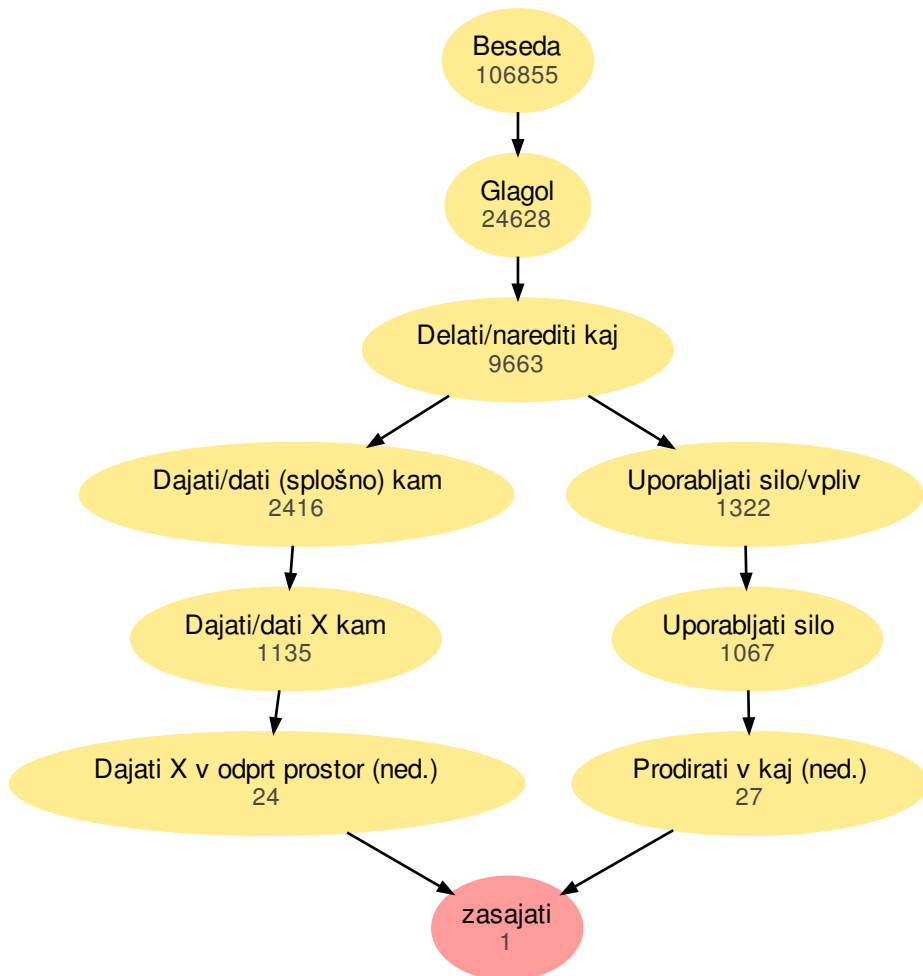 Beseda
106855
Glagol
24628
Delati/narediti kaj
9663
Dajati/dati (splošno) kam
2416
Uporabljati silo/vpliv
1322
Dajati/dati X kam
1135
Uporabljati silo
1067
Dajati X v odprt prostor (ned.)
24
Prodirati v kaj (ned.)
27
zasajati
1